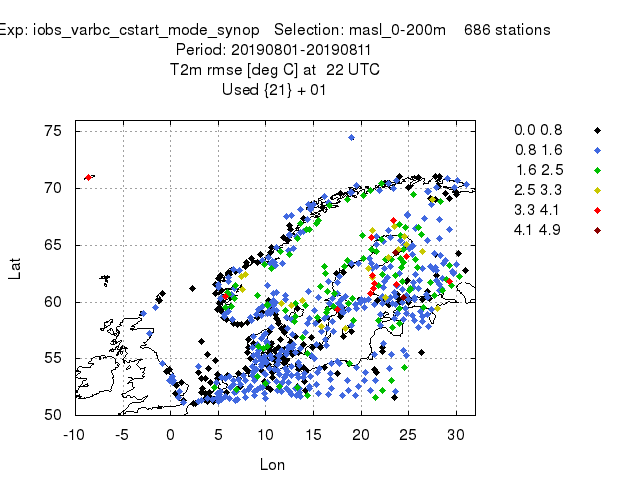 Exp: iobs_varbc_cstart_mode_synop Selection: masl_0-200m 686 stations
Period: 20190801-20190811
T2m rmse [deg C] at 22 UTC
Used {21} + 01
0.0 0.8
0.8 1.6
1.6 2.5
2.5 3.3
3.3 4.1
4.1 4.9
75
70
65
60
55
50
Lat
-10 -5 0 5 10 15 20 25 30
Lon